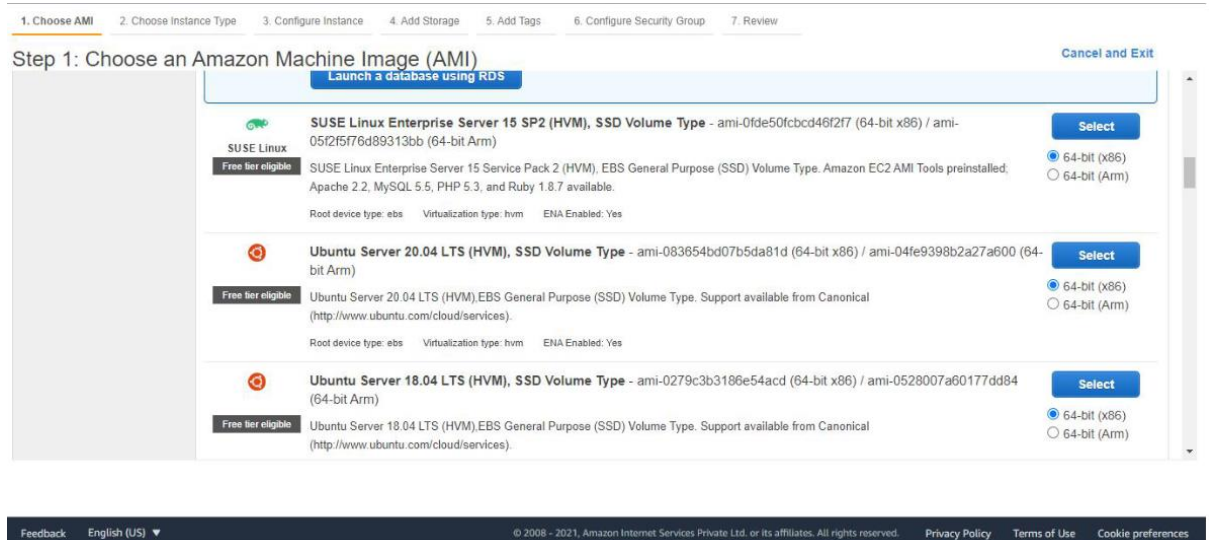 1. Choose AMI 2. Choose Instance Type 3. Configure Instance 4. Add Storage 5. Add Tags 6. Configure Security Group 7. Review
Step 1: Choose an Amazon Machine Image (AMI)
Cancel and Exit
Launch a database using RDS
SUSE Linux
Free tier eligible
SUSE Linux Enterprise Server 15 SP2 (HVM), SSD Volume Type - ami-0fde50fcbcd46f2f7 (64-bit x86) / ami-
05f2f5f76d89313bb (64-bit Arm)
SUSE Linux Enterprise Server 15 Service Pack 2 (HVM), EBS General Purpose (SSD) Volume Type. Amazon EC2 AMI Tools preinstalled;
Apache 2.2, MySQL 5.5, PHP 5.3, and Ruby 1.8.7 available.
Root device type: ebs Virtualization type: hvm ENA Enabled: Yes
Select
64-bit (x86)
64-bit (Arm)
Free tier eligible
Ubuntu Server 20.04 LTS (HVM), SSD Volume Type - ami-083654bd07b5da81d (64-bit x86) / ami-04fe9398b2a27a600 (64-
bit Arm)
Ubuntu Server 20.04 LTS (HVM),EBS General Purpose (SSD) Volume Type. Support available from Canonical
(http://www.ubuntu.com/cloud/services).
Root device type: ebs Virtualization type: hvm ENA Enabled: Yes
Select
64-bit (x86)
64-bit (Arm)
Free tier eligible
Ubuntu Server 18.04 LTS (HVM), SSD Volume Type - ami-0279c3b3186e54acd (64-bit x86) / ami-0528007a60177dd84
(64-bit Arm)
Ubuntu Server 18.04 LTS (HVM),EBS General Purpose (SSD) Volume Type. Support available from Canonical
(http://www.ubuntu.com/cloud/services).
Select
64-bit (x86)
64-bit (Arm)
Feedback English (US) © 2008 - 2021, Amazon Internet Services Private Ltd. or its affiliates. All rights reserved. Privacy Policy Terms of Use Cookie preferences